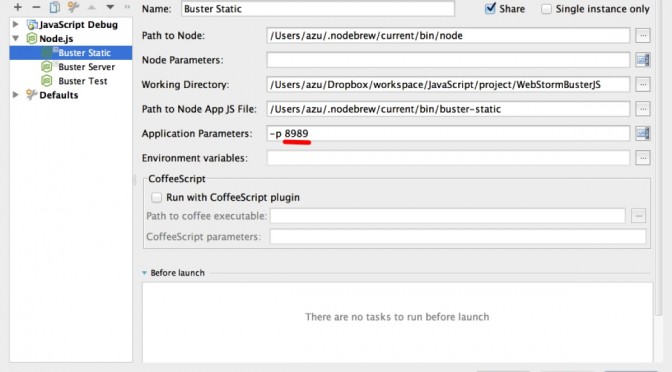 Name: Buster Static
Share
Single instance only
JavaScript Debug
Node.js
Buster Static
Buster Server
Buster Test
Defaults
Path to Node: /Users/azu/.nodebrew/current/bin/node
Node Parameters:
Working Directory: /Users/azu/Dropbox/workspace/JavaScript/project/WebStormBusterJS
Path to Node App JS File: /Users/azu/.nodebrew/current/bin/buster-static
Application Parameters: -p 8989
Environment variables:
CoffeeScript
Run with CoffeeScript plugin
Path to coffee executable:
CoffeeScript parameters:
Before launch
There are no tasks to run before launch